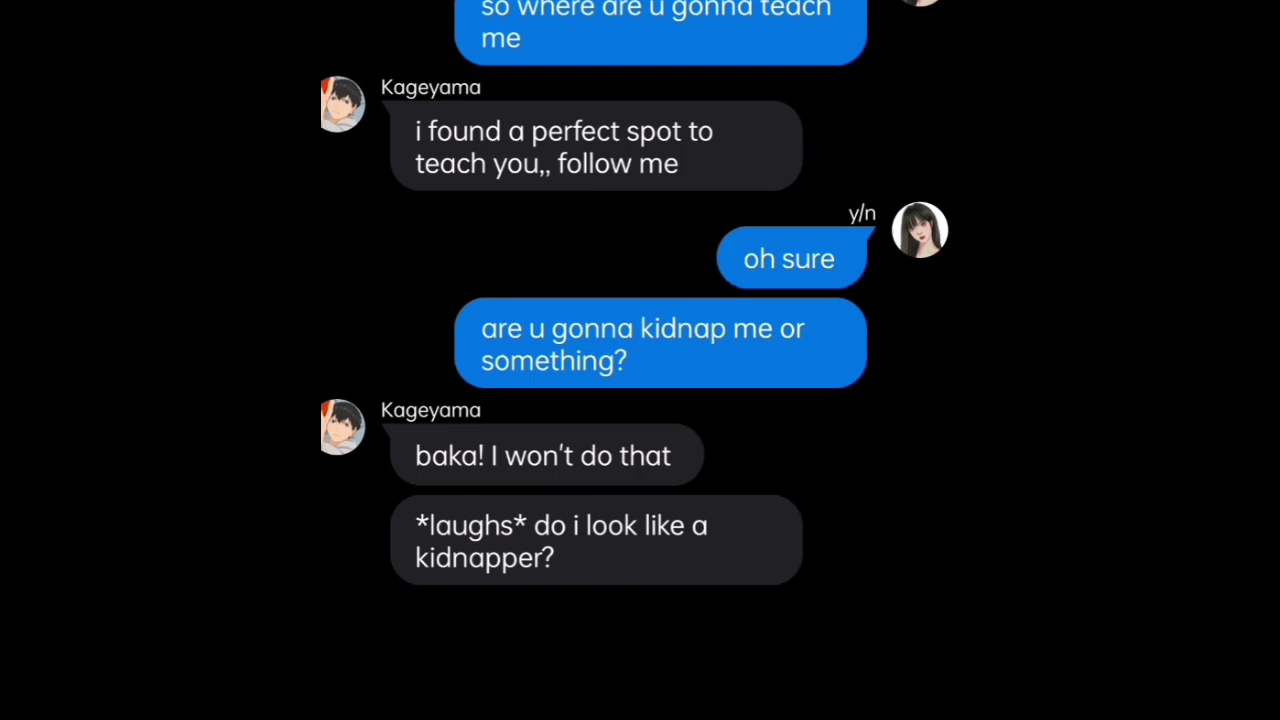 so where are u gonna teach
me
Kageyama
i found a perfect spot to
teach you,, follow me
y/n
oh sure
are u gonna kidnap me or
something?
Kageyama
baka! I won't do that
*laughs* do i look like a
kidnapper?